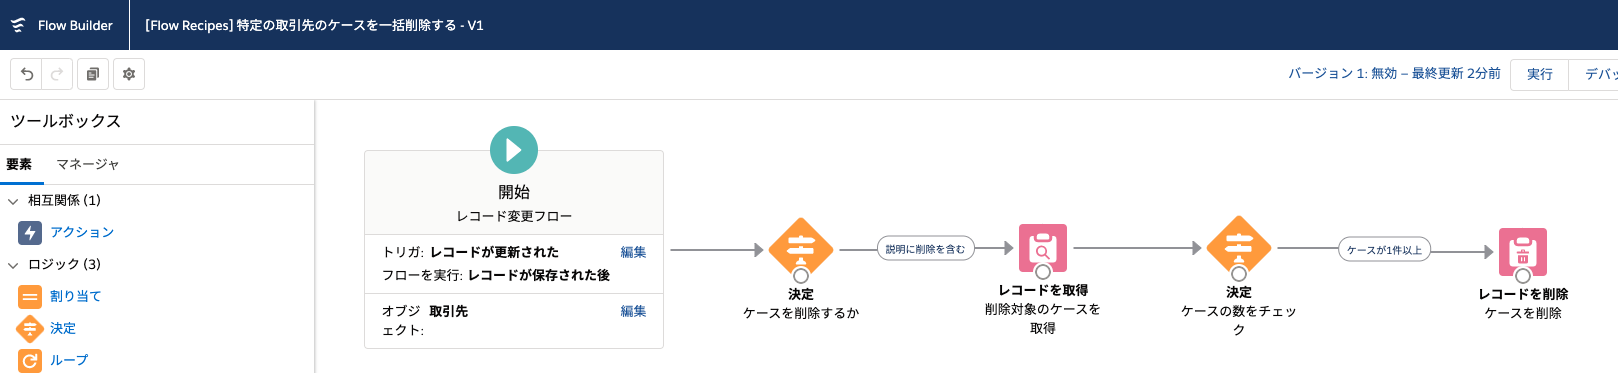 Flow Builder
[Flow Recipes] 特定の取引先のケースを一括削除する - V1
バージョン 1: 無効 – 最終更新 2分前
実行
デバッ
ツールボックス
要素
マネージャ
相互関係 (1)
アクション
ロジック (3)
割り当て
決定
ループ
開始
レコード変更フロー
トリガ: レコードが更新された
編集
フローを実行: レコードが保存された後
オブジェクト: 取引先
編集
決定
ケースを削除するか
説明に削除を含む
レコードを取得
削除対象のケースを
取得
決定
ケースの数をチェッ
ク
ケースが1件以上
レコードを削除
ケースを削除